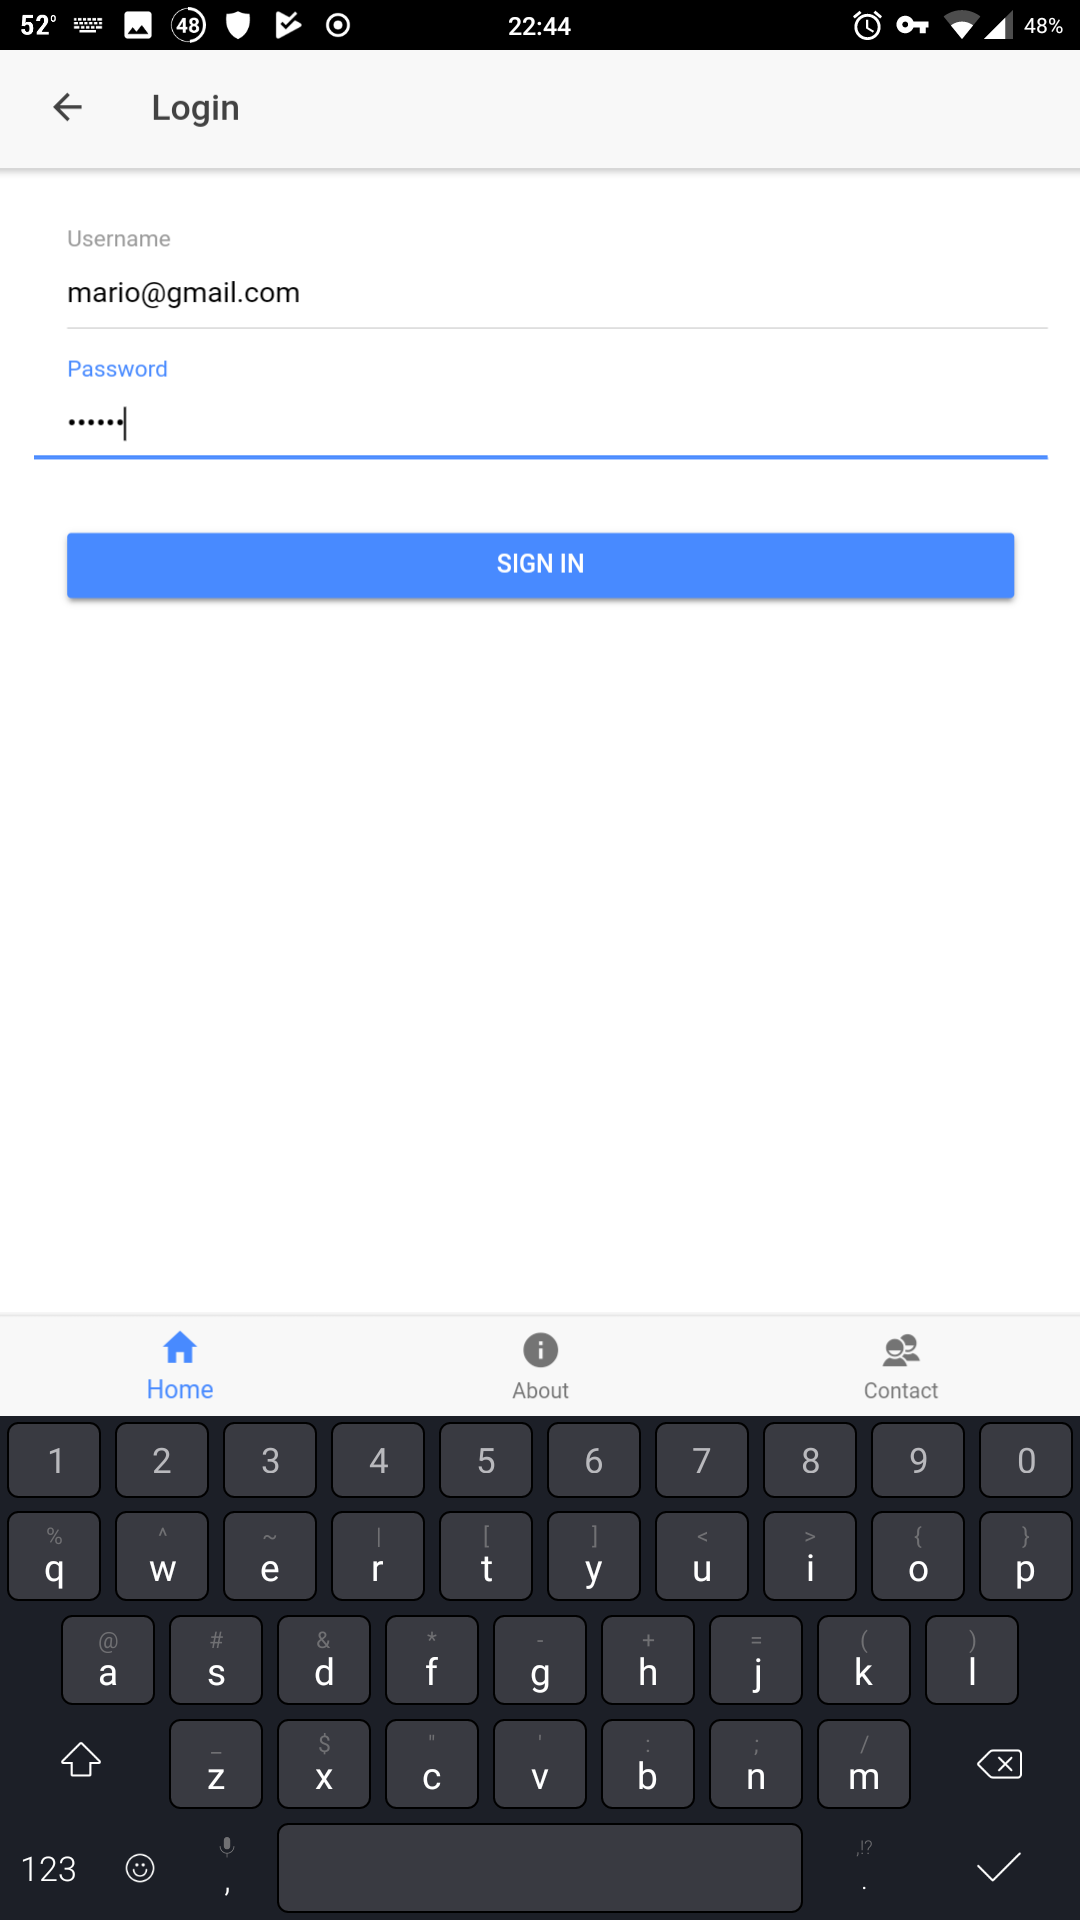 52° 48 22:44 48%
Login
Username
mario@gmail.com
Password
••••••
SIGN IN
Home About Contact
1 2 3 4 5 6 7 8 9 0
% ^ ~ | [ ] < > { }
q w e r t y u i o p
@ # & * - + = ( )
a s d f g h j k l
_ $ " ' : ; /
z x c v b n m
,!?
123 , .